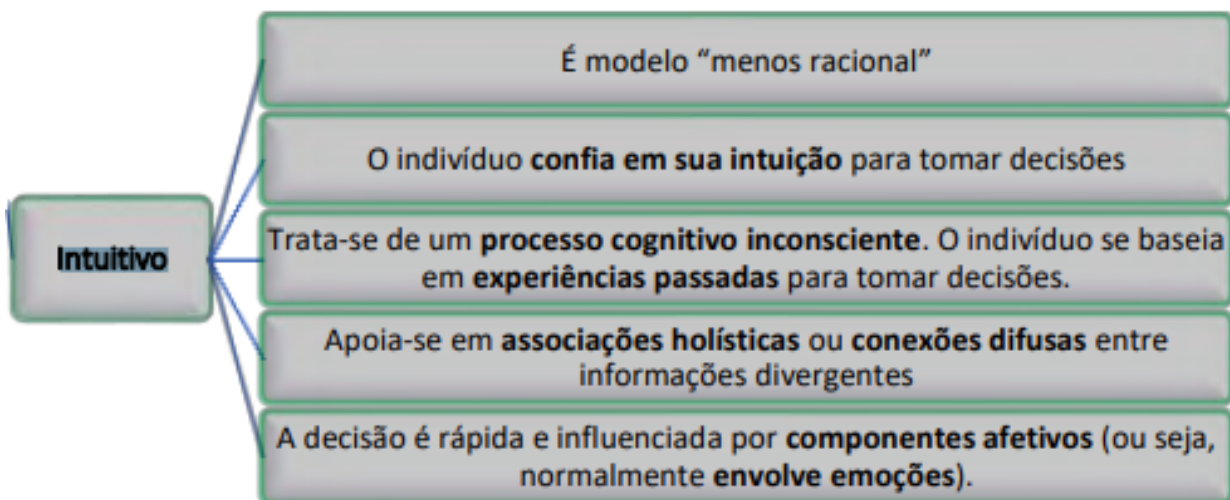 É modelo “menos racional”
O indivíduo confia em sua intuição para tomar decisões
Intuitivo
Trata-se de um processo cognitivo inconsciente. O indivíduo se baseia
em experiências passadas para tomar decisões.
Apoia-se em associações holísticas ou conexões difusas entre
informações divergentes
A decisão é rápida e influenciada por componentes afetivos (ou seja,
normalmente envolve emoções).